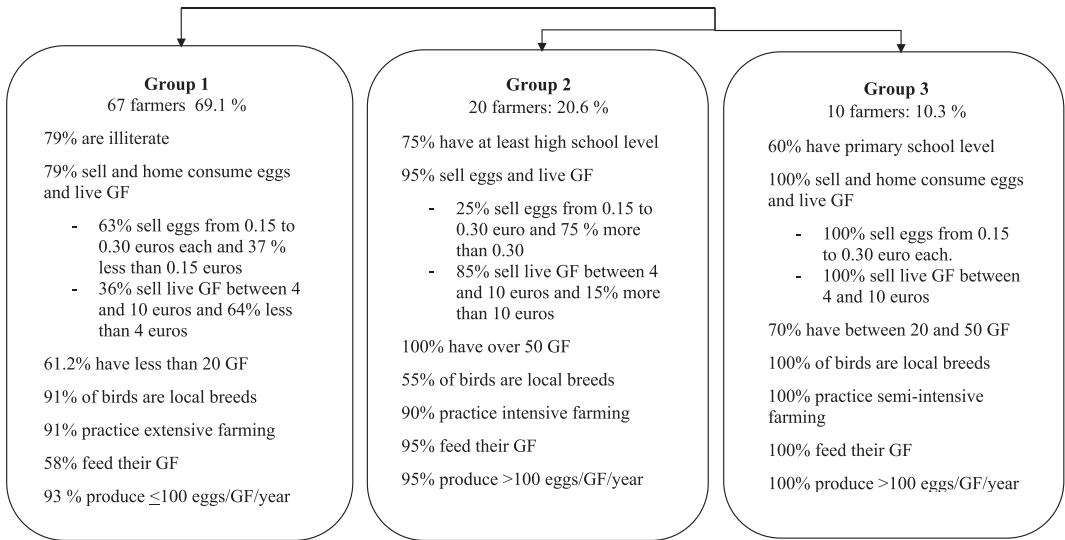 Group 1
67 farmers 69.1 %
79% are illiterate
79% sell and home consume eggs
and live GF
- 63% sell eggs from 0.15 to
0.30 euros each and 37 %
less than 0.15 euros
- 36% sell live GF between 4
and 10 euros and 64% less
than 4 euros
61.2% have less than 20 GF
91% of birds are local breeds
91% practice extensive farming
58% feed their GF
93 % produce ≤100 eggs/GF/year
Group 2
20 farmers: 20.6 %
75% have at least high school level
95% sell eggs and live GF
- 25% sell eggs from 0.15 to
0.30 euro and 75 % more
than 0.30
- 85% sell live GF between 4
and 10 euros and 15% more
than 10 euros
100% have over 50 GF
55% of birds are local breeds
90% practice intensive farming
95% feed their GF
95% produce >100 eggs/GF/year
Group 3
10 farmers: 10.3 %
60% have primary school level
100% sell and home consume eggs
and live GF
- 100% sell eggs from 0.15
to 0.30 euro each.
- 100% sell live GF between
4 and 10 euros
70% have between 20 and 50 GF
100% of birds are local breeds
100% practice semi-intensive
farming
100% feed their GF
100% produce >100 eggs/GF/year